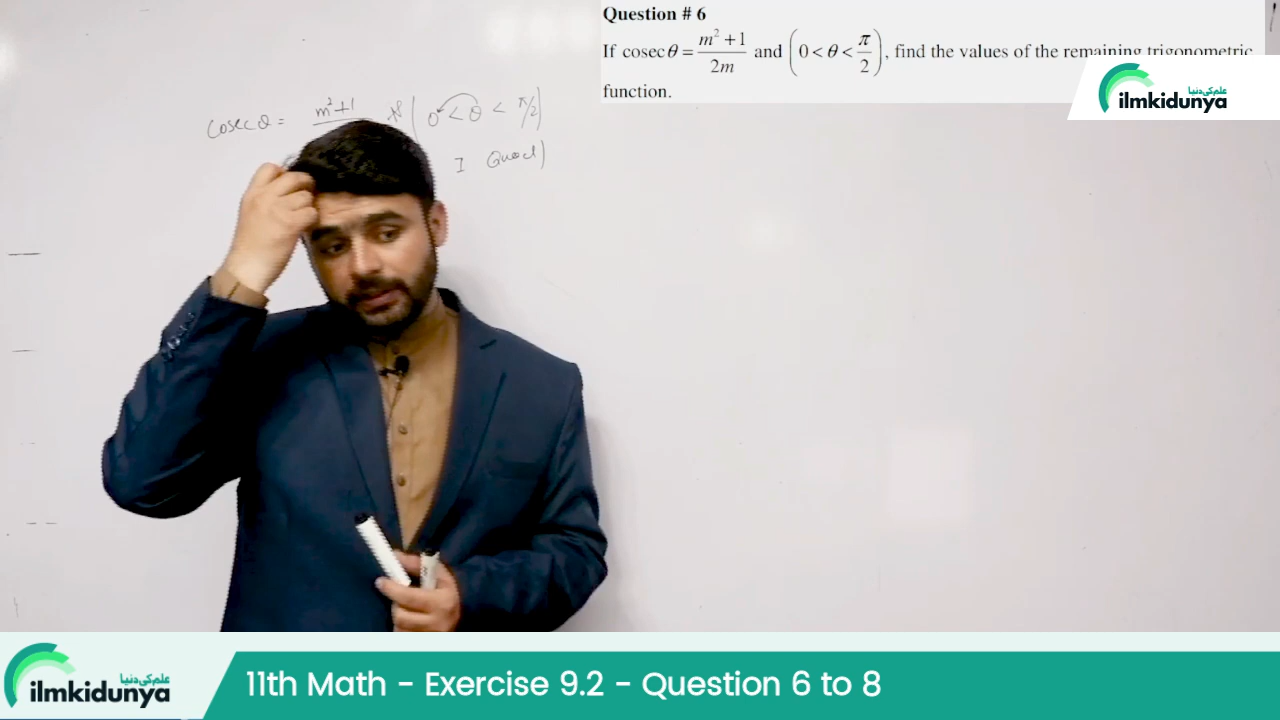 Question # 6
If cosec θ = m² + 1 / 2m and (0 < θ < π / 2), find the values of the remaining trigonometric
function.
علم کی دنیا
ilmkidunya
cosec θ = m²+1 & (0 < θ < π/2)
I Quad)
علم کی دنیا
ilmkidunya
11th Math - Exercise 9.2 - Question 6 to 8